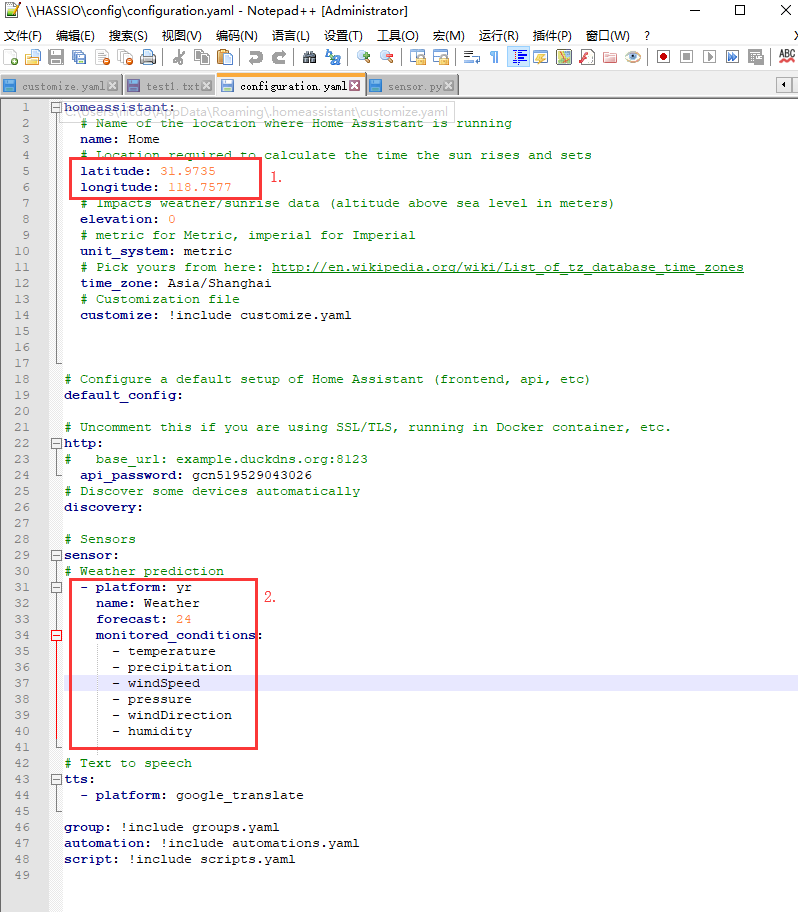 \\HASSIO\config\configuration.yaml - Notepad++ [Administrator]
文件(F) 编辑(E) 搜索(S) 视图(V) 编码(N) 语言(L) 设置(T) 工具(O) 宏(M) 运行(R) 插件(P) 窗口(W) ?
customize.yaml test1.txt configuration.yaml sensor.py
1 homeassistant:
C:\Users\ \AppData\Roaming\.homeassistant\customize.yaml
2 # Name of the location where Home Assistant is running
3 name: Home
4 # Location required to calculate the time the sun rises and sets
5 latitude: 31.9735
1.
6 longitude: 118.7577
7 # Impacts weather/sunrise data (altitude above sea level in meters)
8 elevation: 0
9 # metric for Metric, imperial for Imperial
10 unit_system: metric
11 # Pick yours from here: http://en.wikipedia.org/wiki/List_of_tz_database_time_zones
12 time_zone: Asia/Shanghai
13 # Customization file
14 customize: !include customize.yaml
15
16
17
18 # Configure a default setup of Home Assistant (frontend, api, etc)
19 default_config:
20
21 # Uncomment this if you are using SSL/TLS, running in Docker container, etc.
22 http:
23 #   base_url: example.duckdns.org:8123
24 api_password: gcn519529043026
25 # Discover some devices automatically
26 discovery:
27
28 # Sensors
29 sensor:
30 # Weather prediction
31 - platform: yr
2.
32 name: Weather
33 forecast: 24
34 monitored_conditions:
35 - temperature
36 - precipitation
37 - windSpeed
38 - pressure
39 - windDirection
40 - humidity
41
42 # Text to speech
43 tts:
44 - platform: google_translate
45
46 group: !include groups.yaml
47 automation: !include automations.yaml
48 script: !include scripts.yaml
49